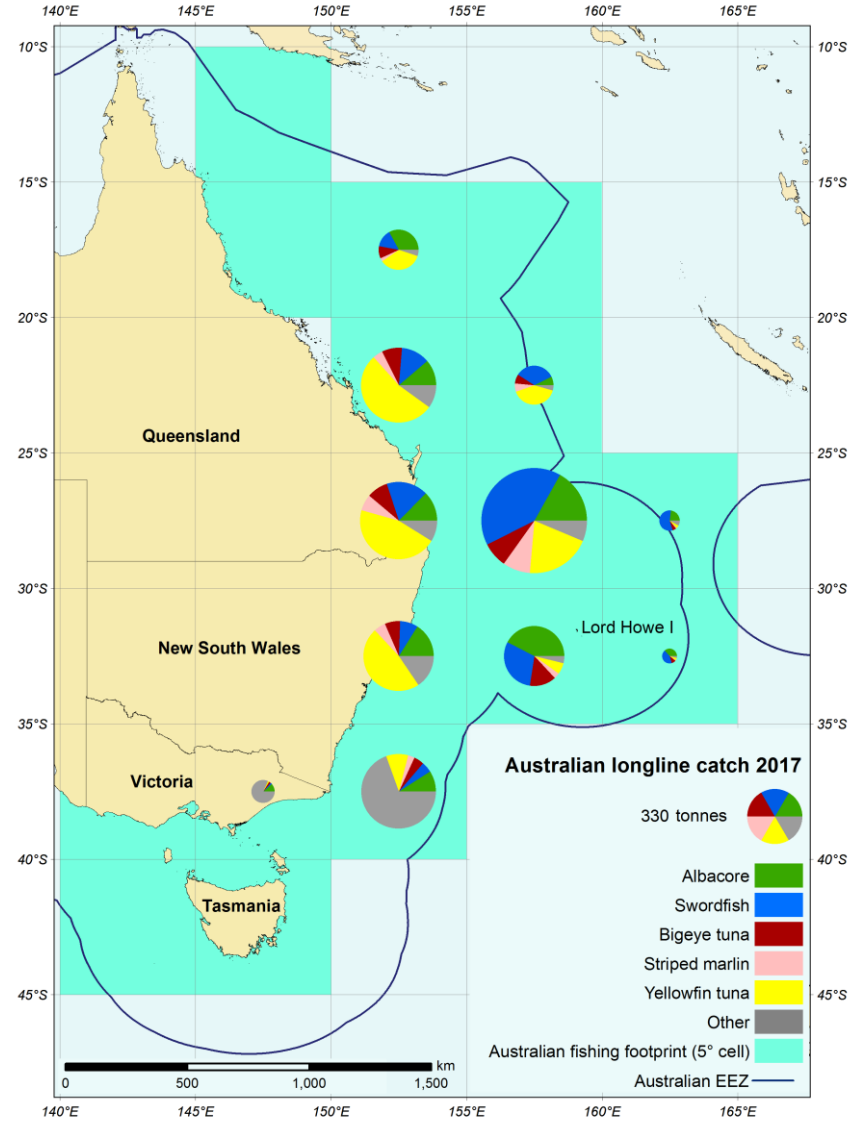 140°E 145°E 150°E 155°E 160°E 165°E
10°S 10°S
15°S 15°S
20°S 20°S
Queensland
25°S 25°S
30°S 30°S
Lord Howe I
New South Wales
35°S 35°S
Victoria
Australian longline catch 2017
330 tonnes
40°S 40°S
Albacore
Tasmania
Swordfish
Bigeye tuna
Striped marlin
45°S 45°S
Yellowfin tuna
Other
Australian fishing footprint (5° cell)
km
0 500 1,000 1,500
Australian EEZ
140°E 145°E 150°E 155°E 160°E 165°E